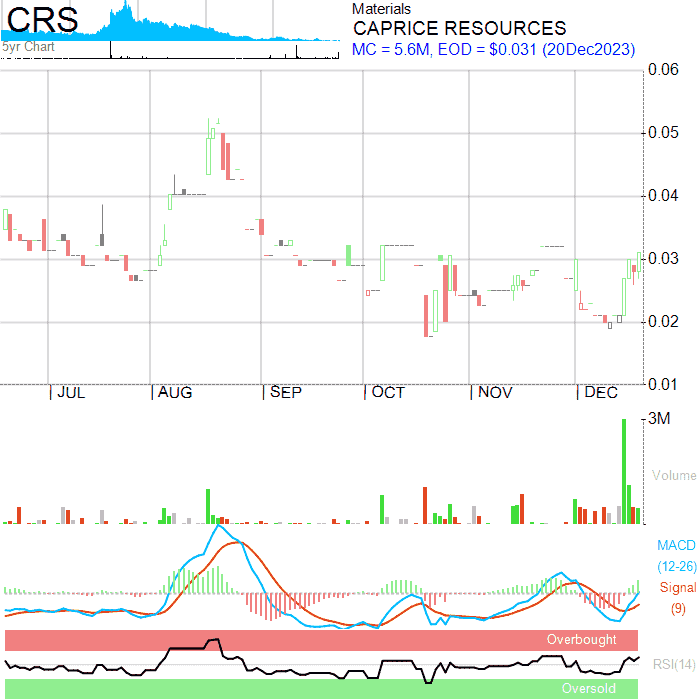 CRS
5yr Chart
Materials
CAPRICE RESOURCES
MC = 5.6M, EOD = $0.031 (20Dec2023)
0.06
0.05
0.04
0.03
0.02
0.01
JUL AUG SEP OCT NOV DEC
3M
Volume
MACD
(12-26)
Signal
(9)
Overbought
RSI(14)
Oversold